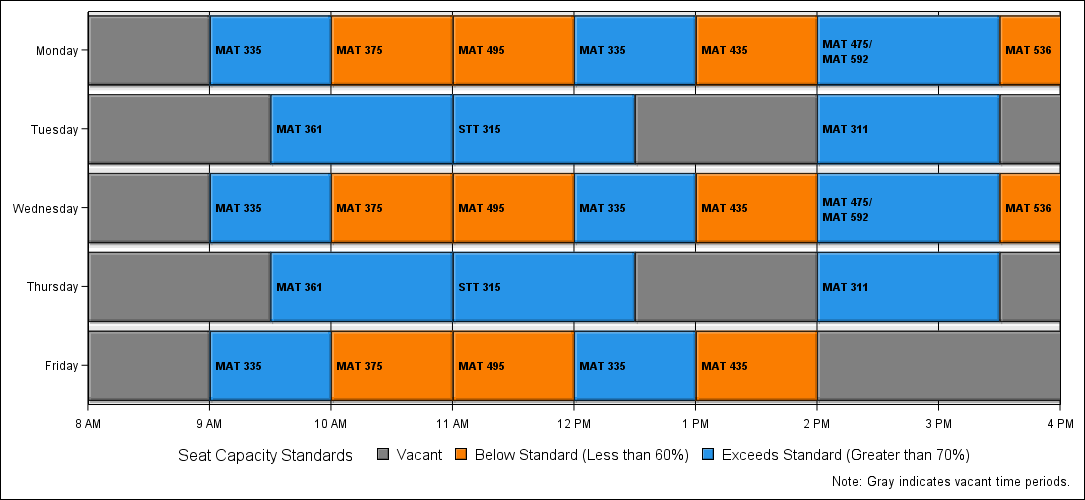 Monday
MAT 335
MAT 375
MAT 495
MAT 335
MAT 435
MAT 475/
MAT 592
MAT 536
Tuesday
MAT 361
STT 315
MAT 311
Wednesday
MAT 335
MAT 375
MAT 495
MAT 335
MAT 435
MAT 475/
MAT 592
MAT 536
Thursday
MAT 361
STT 315
MAT 311
Friday
MAT 335
MAT 375
MAT 495
MAT 335
MAT 435
8 AM 9 AM 10 AM 11 AM 12 PM 1 PM 2 PM 3 PM 4 PM
Seat Capacity Standards Vacant Below Standard (Less than 60%) Exceeds Standard (Greater than 70%)
Note: Gray indicates vacant time periods.